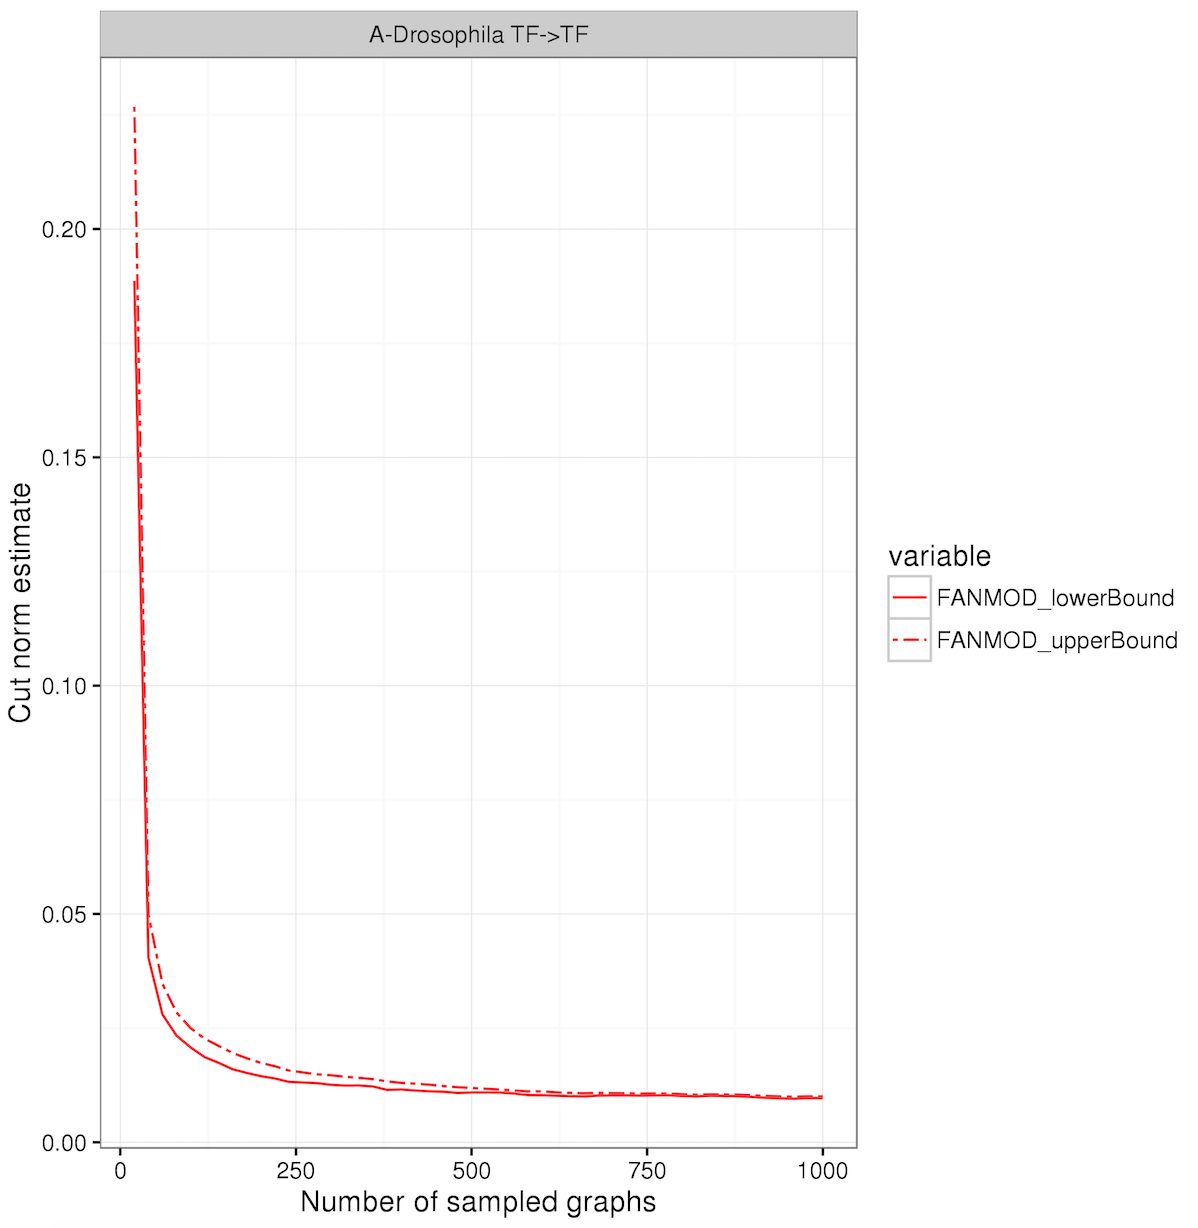 A-Drosophila TF->TF
0.20
0.15
0.10
0.05
0.00
Cut norm estimate
0 250 500 750 1000
Number of sampled graphs
variable
FANMOD_lowerBound
FANMOD_upperBound